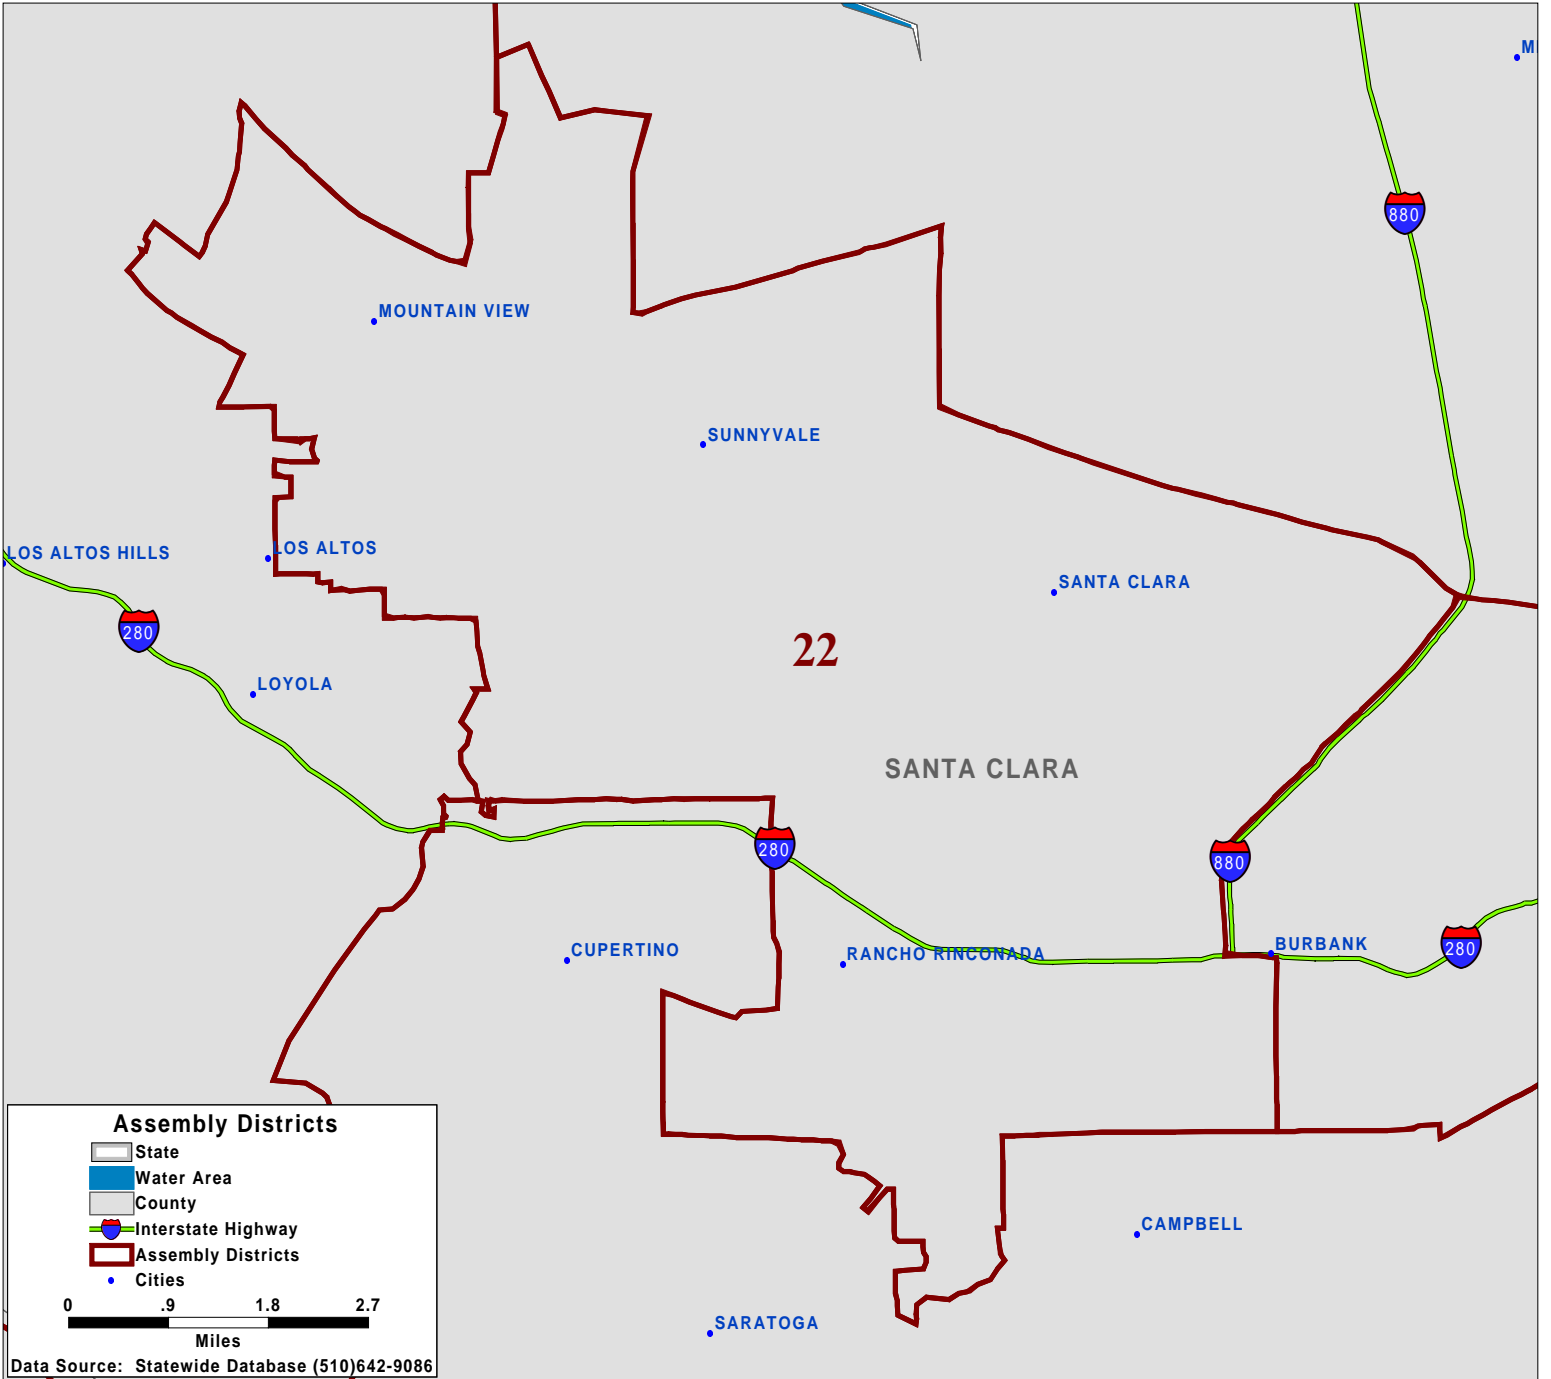 MI
880
MOUNTAIN VIEW
SUNNYVALE
LOS ALTOS HILLS
LOS ALTOS
SANTA CLARA
280
22
LOYOLA
SANTA CLARA
280
880
CUPERTINO
RANCHO RINCONADA
BURBANK
280
Assembly Districts
State
Water Area
County
Interstate Highway
Assembly Districts
Cities
0 .9 1.8 2.7
Miles
Data Source: Statewide Database (510)642-9086
CAMPBELL
SARATOGA